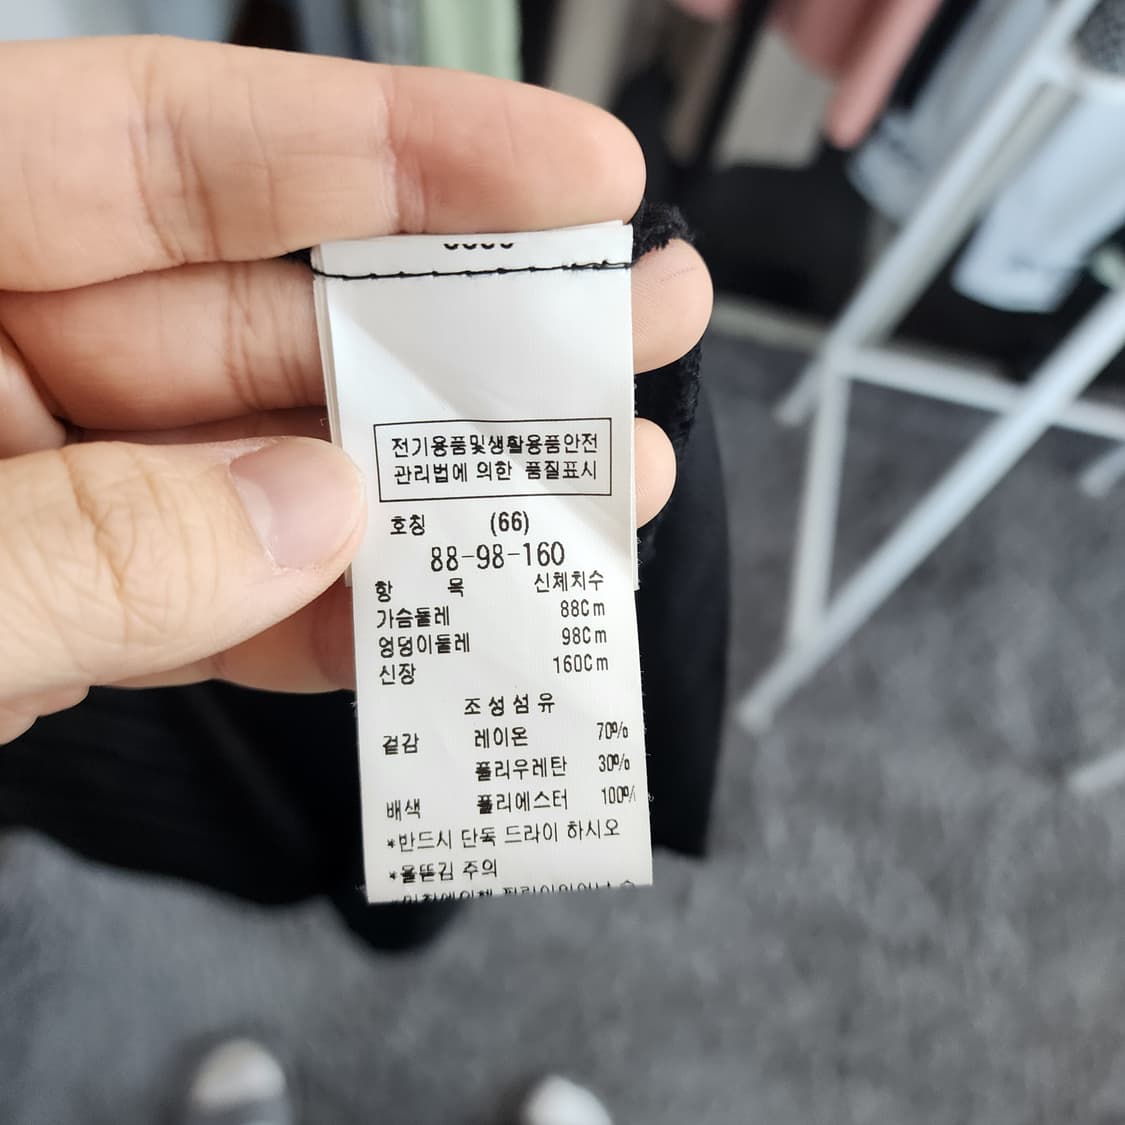 전기용품및생활용품안전
관리법에 의한 품질표시
호칭 (66)
88-98-160
항 목 신체치수
가슴둘레 88Cm
엉덩이둘레 98Cm
신장 160Cm
조성섬유
겉감 레이온 70%
폴리우레탄 30%
배색 폴리에스터 100%
*반드시 단독 드라이 하시오
*올뜯김 주의